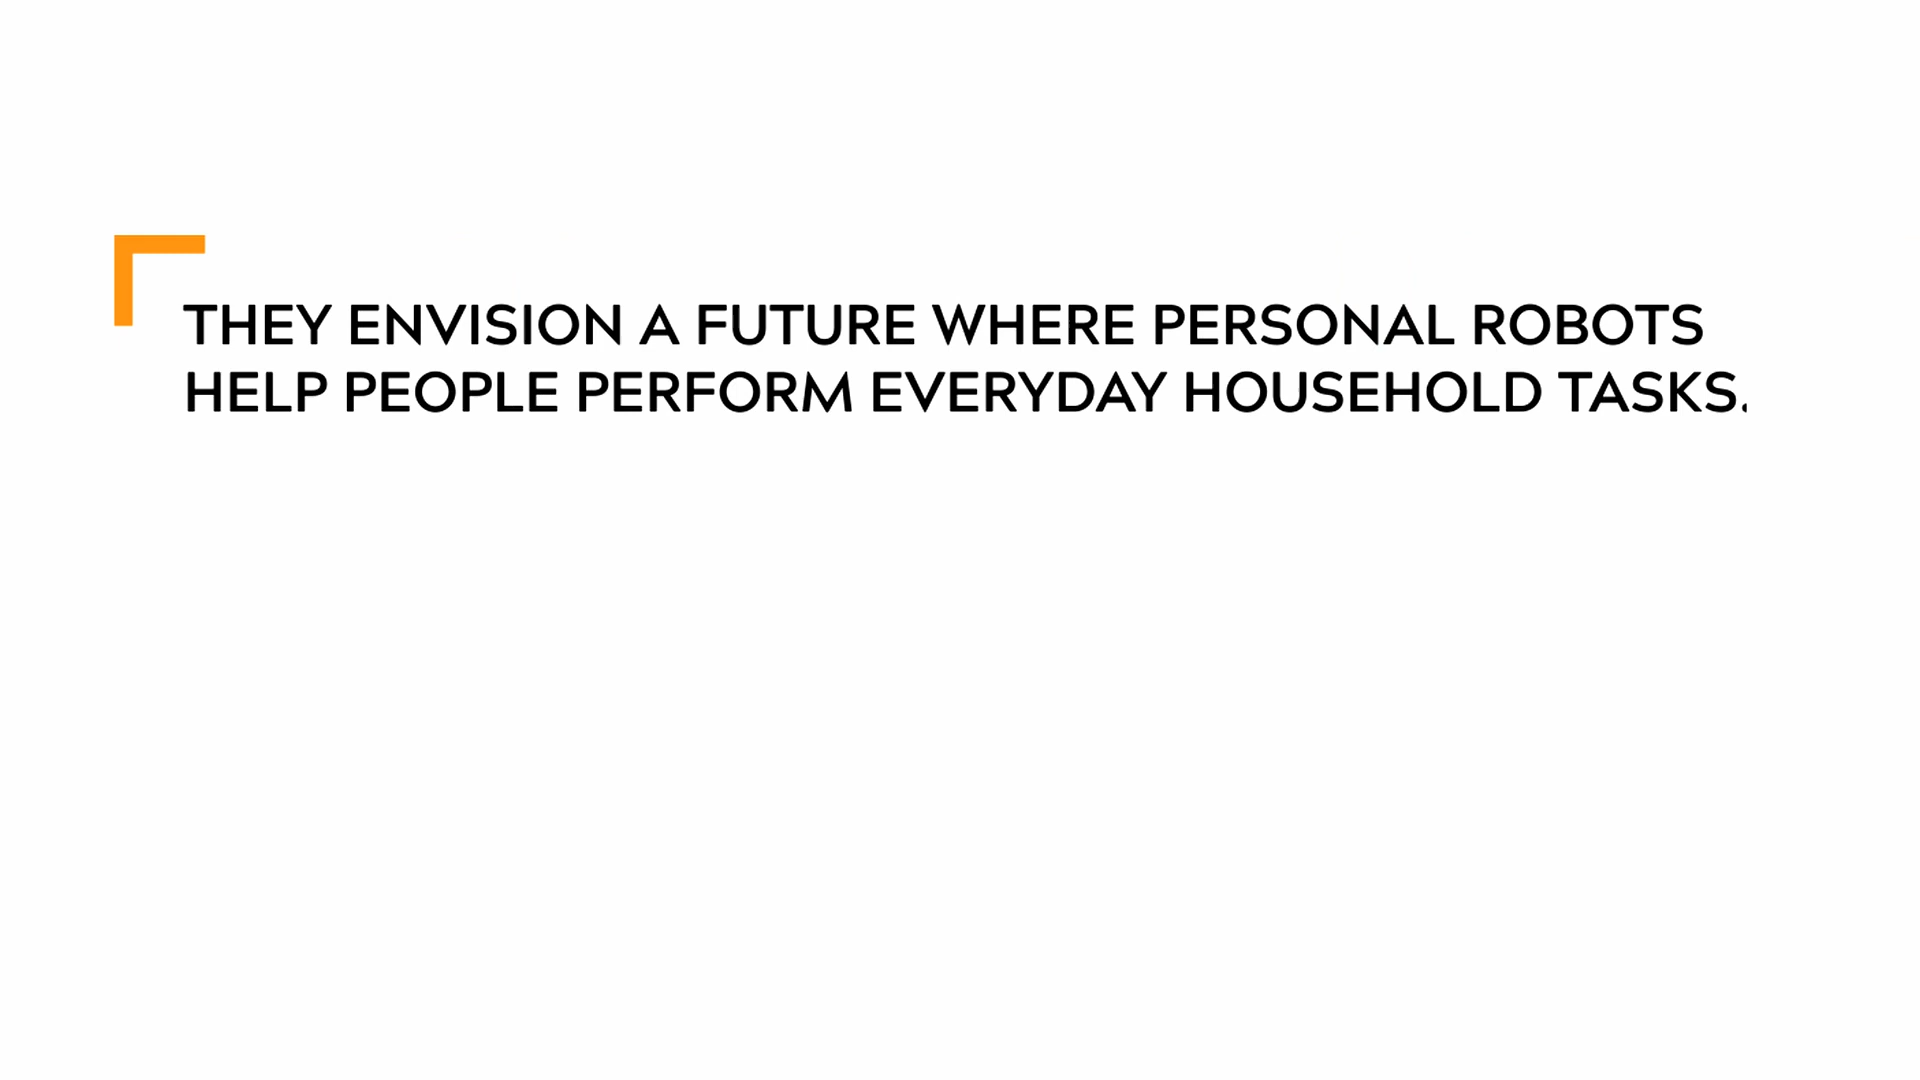 THEY ENVISION A FUTURE WHERE PERSONAL ROBOTS
HELP PEOPLE PERFORM EVERYDAY HOUSEHOLD TASKS.